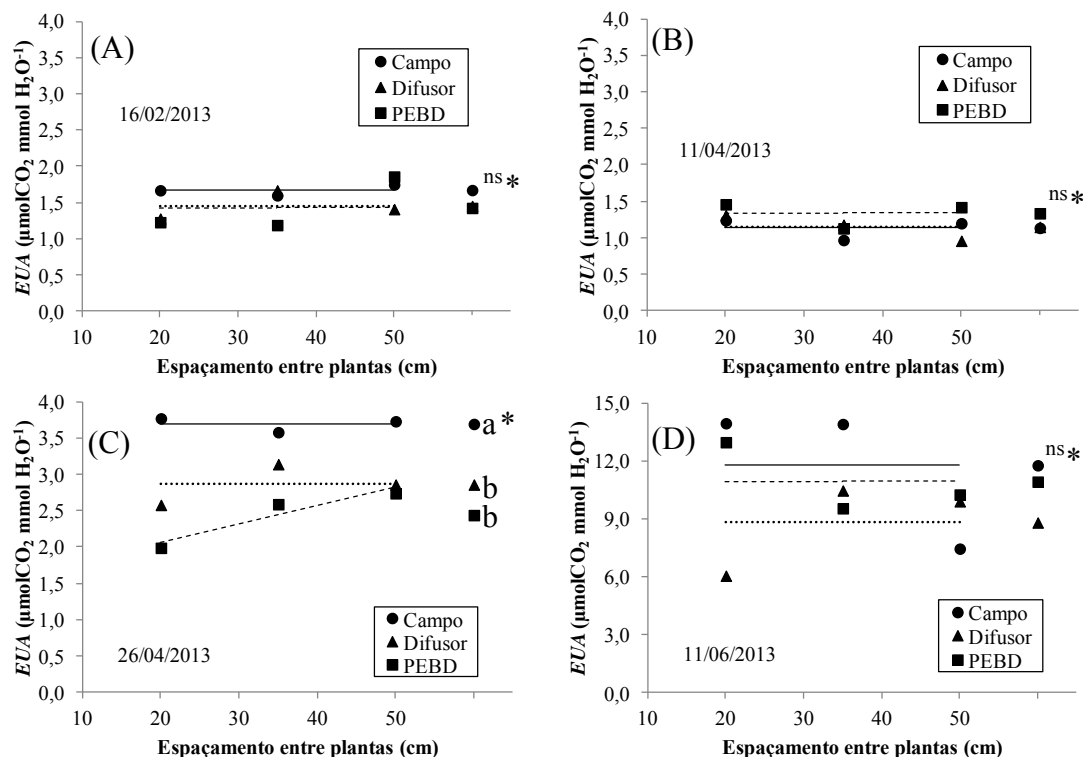 (A)
4,0
3,5
3,0
2,5
2,0
1,5
1,0
0,5
0,0
EUA (µmolCO₂ mmol H₂O⁻¹)
Campo
Difusor
PEBD
16/02/2013
ns *
10 20 30 40 50
Espaçamento entre plantas (cm)
(B)
4,0
3,5
3,0
2,5
2,0
1,5
1,0
0,5
0,0
EUA (µmolCO₂ mmol H₂O⁻¹)
Campo
Difusor
PEBD
11/04/2013
ns *
10 20 30 40 50
Espaçamento entre plantas (cm)
(C)
4,0
3,5
3,0
2,5
2,0
1,5
1,0
0,5
0,0
EUA (µmolCO₂ mmol H₂O⁻¹)
a *
b
b
Campo
Difusor
PEBD
26/04/2013
10 20 30 40 50
Espaçamento entre plantas (cm)
(D)
15,0
12,0
9,0
6,0
3,0
0,0
EUA (µmolCO₂ mmol H₂O⁻¹)
ns *
Campo
Difusor
PEBD
11/06/2013
10 20 30 40 50
Espaçamento entre plantas (cm)